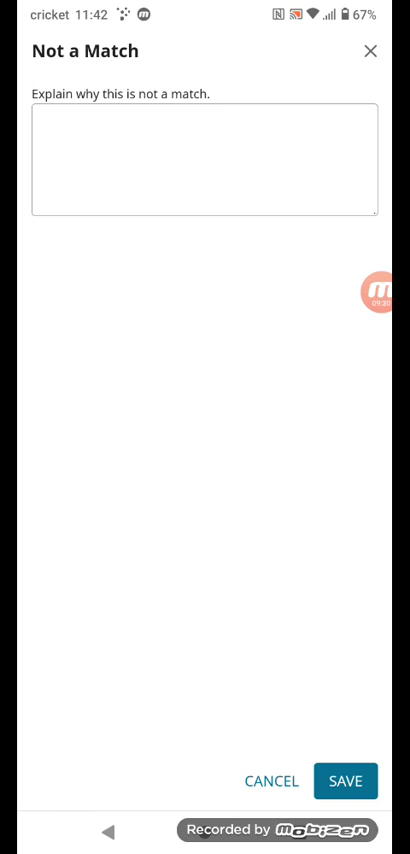 cricket 11:42 67%
Not a Match
Explain why this is not a match.
09:30
CANCEL SAVE
Recorded by mobizen